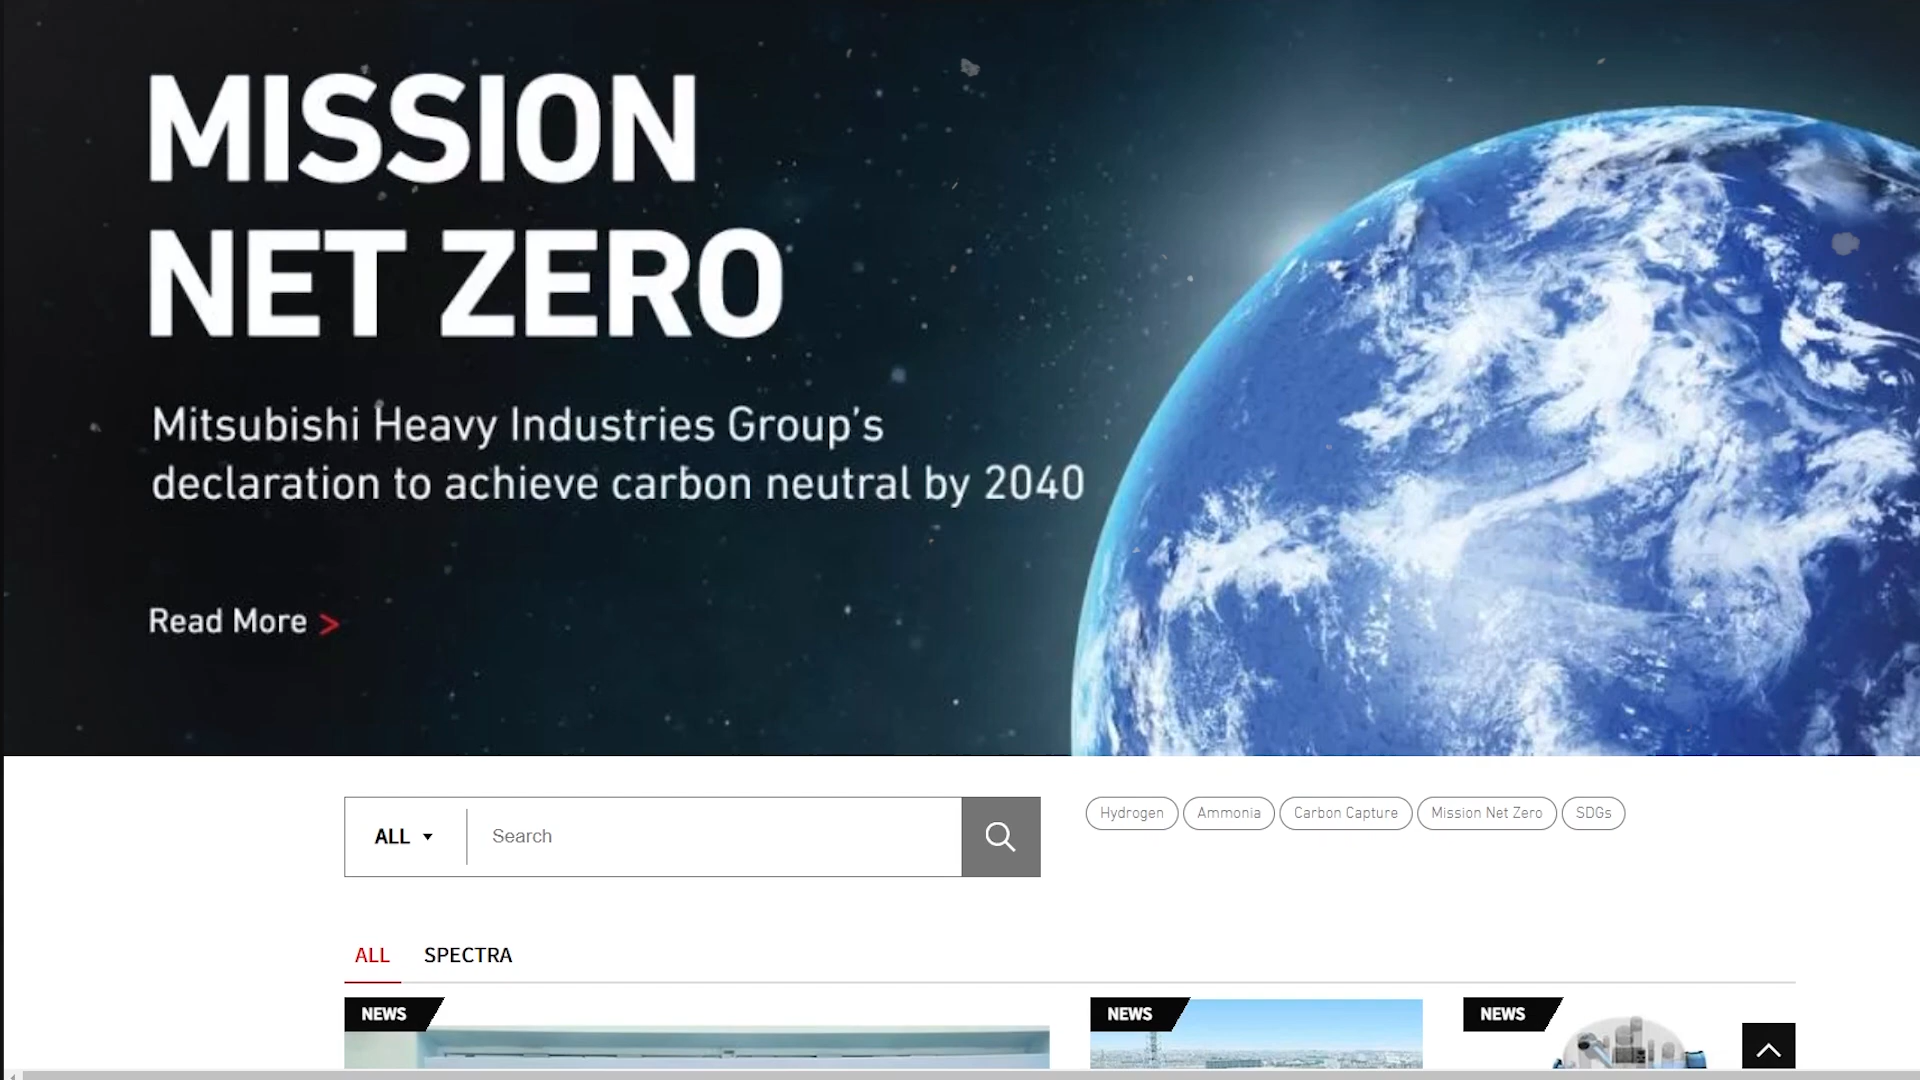 MISSION
NET ZERO
Mitsubishi Heavy Industries Group's
declaration to achieve carbon neutral by 2040
Read More >
ALL
Search
Hydrogen
Ammonia
Carbon Capture
Mission Net Zero
SDGs
ALL
SPECTRA
NEWS
NEWS
NEWS